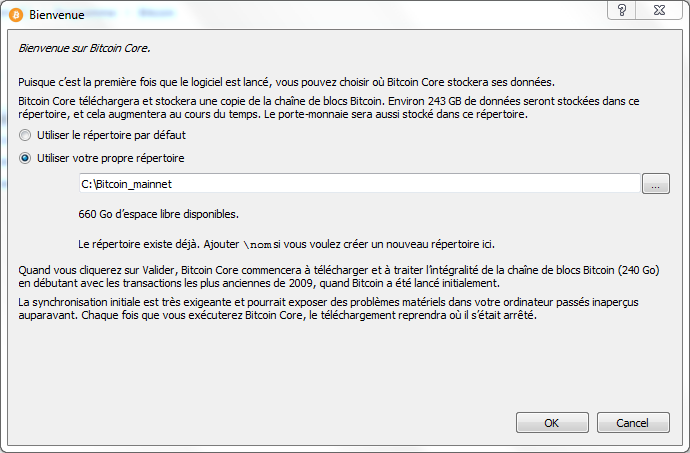 Bienvenue
Bienvenue sur Bitcoin Core.
Puisque c’est la première fois que le logiciel est lancé, vous pouvez choisir où Bitcoin Core stockera ses données.
Bitcoin Core téléchargera et stockera une copie de la chaîne de blocs Bitcoin. Environ 243 GB de données seront stockées dans ce
répertoire, et cela augmentera au cours du temps. Le porte-monnaie sera aussi stocké dans ce répertoire.
Utiliser le répertoire par défaut
Utiliser votre propre répertoire
C:\Bitcoin_mainnet
...
660 Go d’espace libre disponibles.
Le répertoire existe déjà. Ajouter \nom si vous voulez créer un nouveau répertoire ici.
Quand vous cliquerez sur Valider, Bitcoin Core commencera à télécharger et à traiter l’intégralité de la chaîne de blocs Bitcoin (240 Go)
en débutant avec les transactions les plus anciennes de 2009, quand Bitcoin a été lancé initialement.
La synchronisation initiale est très exigeante et pourrait exposer des problèmes matériels dans votre ordinateur passés inaperçus
auparavant. Chaque fois que vous exécuterez Bitcoin Core, le téléchargement reprendra où il s’était arrêté.
OK
Cancel